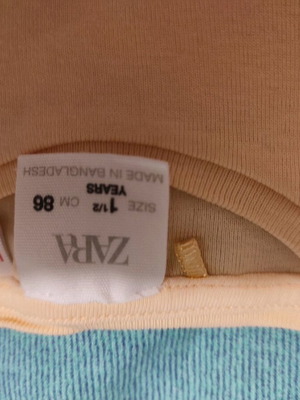 ZARA
SIZE 1 1/2 YEARS CM 86
MADE IN BANGLADESH